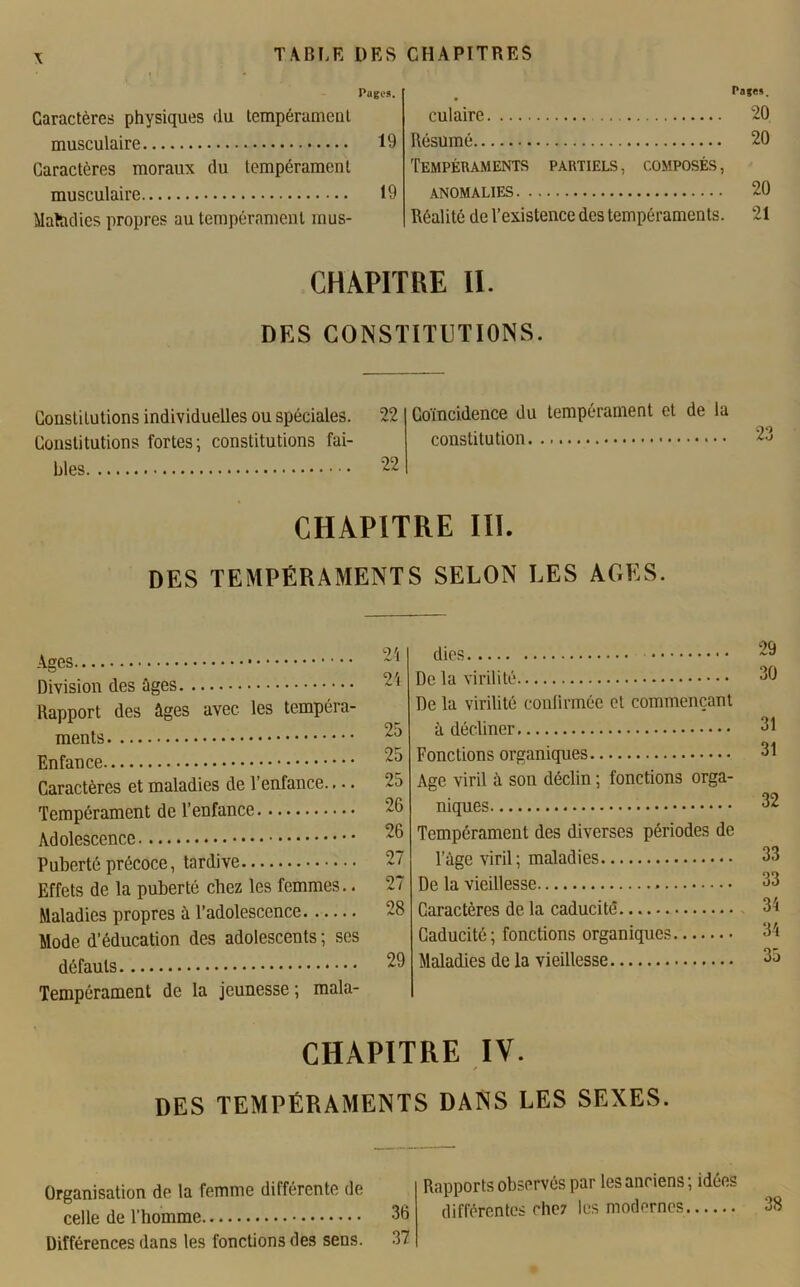 x TABLE DES CHAPITRES
Pages.
Caractères physiques du tempérament
musculaire........................ 19
Caractères moraux du tempérament
musculaire........................ 19
Maladies propres au tempérament mus-
Pages.
culaire........................... 20
Résumé............................ 20
TEMPÉRAMENTS PARTIELS, COMPOSÉS,
ANOMALIES......................... 20
Réalité de l'existence des tempéraments. 21
CHAPITRE II.
DES CONSTITUTIONS.
Constitutions individuelles ou spéciales. 22
Constitutions fortes; constitutions fai-
bles.............................. 22
Coïncidence du tempérament et de la
constitution...................... 23
CHAPITRE III.
DES TEMPÉRAMENTS SELON LES AGES.
Ages.............................. 24
Division des âges................. 24
Rapport des âges avec les tempéra-
ments............................. 25
Enfance........................... 25
Caractères et maladies de l'enfance.... 25
Tempérament de l'enfance........... 26
Adolescence....................... 26
Puberté précoce, tardive........... 27
Effets de la puberté chez les femmes.. 27
Maladies propres à l'adolescence...... 28
Mode d'éducation des adolescents; ses
défauts........................... 29
Tempérament de la jeunesse; mala-
dies.............................. 29
De la virilité..................... 30
De la virilité confirmée et commençant
à décliner........................ 31
Fonctions organiques............... 31
Age viril à son déclin; fonctions orga-
niques............................ 32
Tempérament des diverses périodes de
l'âge viril; maladies.............. 33
De la vieillesse................... 33
Caractères de la caducité........... 34
Caducité; fonctions organiques....... 34
Maladies de la vieillesse........... 35
CHAPITRE IV.
DES TEMPÉRAMENTS DANS LES SEXES.
Organisation de la femme différente de
celle de l'homme................... 36
Différences dans les fonctions des sens. 37
Rapports observés par les anciens; idées
différentes chez les modernes...... 38